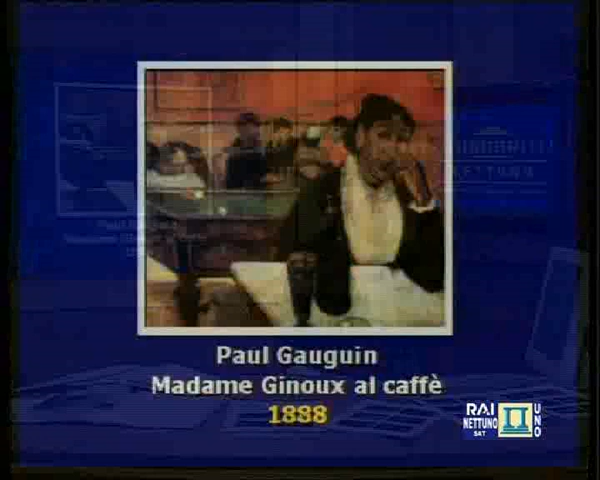 Paul Gauguin
Madame Ginoux al caffè
1888
RAI
NETTUNO
SAT
UNO